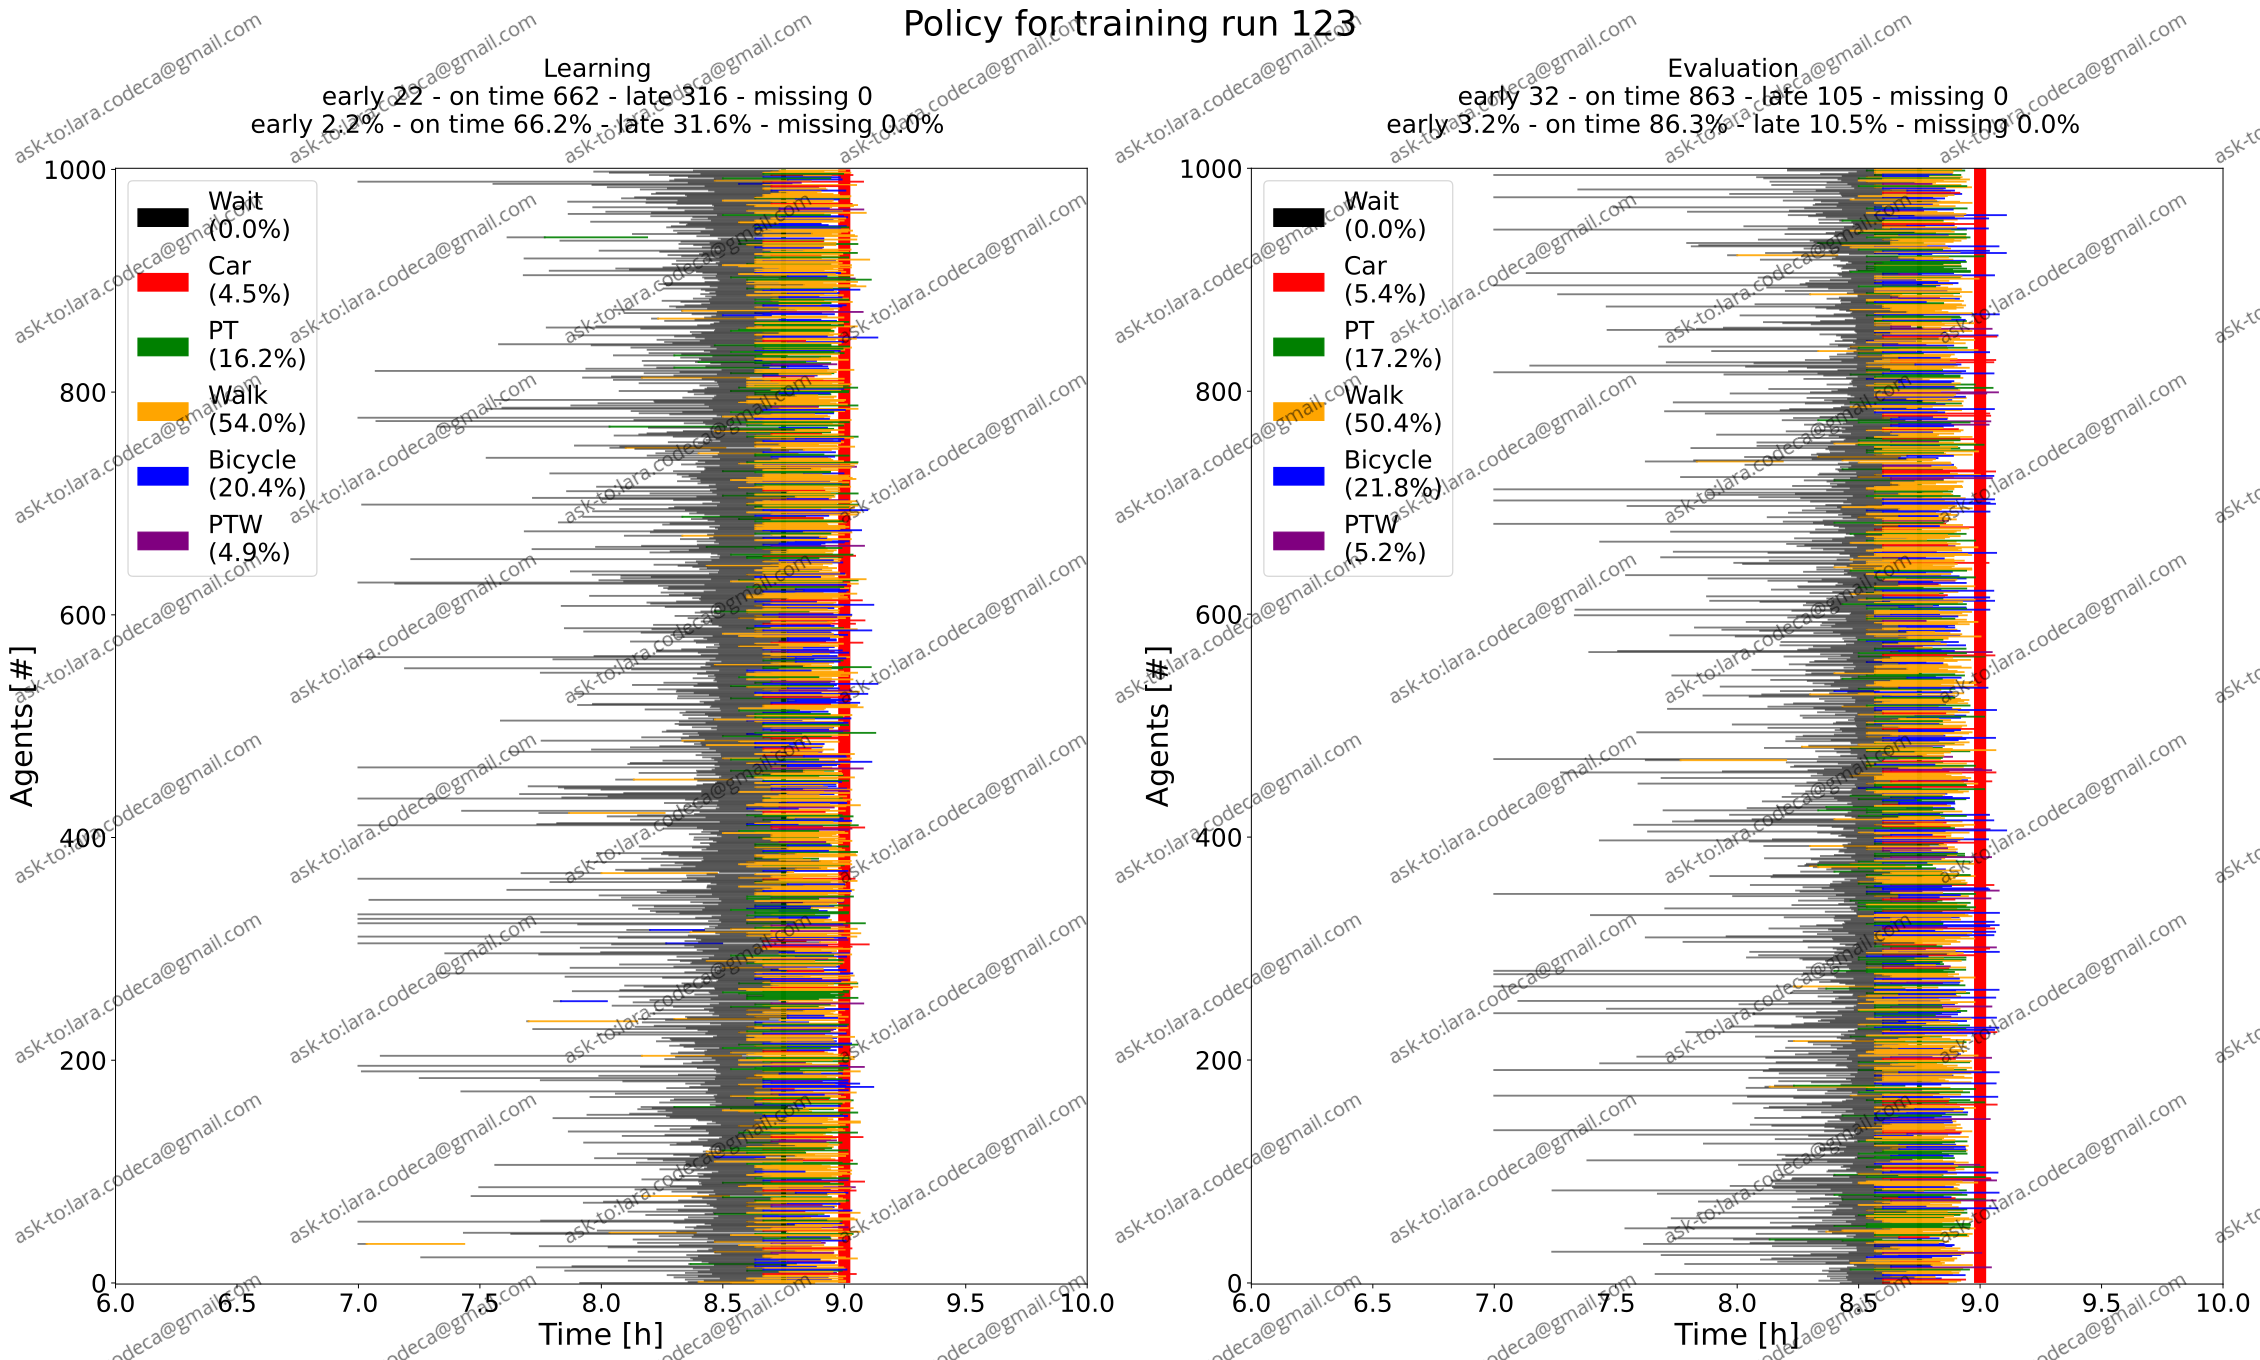 Policy for training run 123
Learning
early 22 - on time 662 - late 316 - missing 0
early 2.2% - on time 66.2% - late 31.6% - missing 0.0%
1000
800
600
400
200
0
Agents [#]
Wait
(0.0%)
Car
(4.5%)
PT
(16.2%)
Walk
(54.0%)
Bicycle
(20.4%)
PTW
(4.9%)
6.0 6.5 7.0 7.5 8.0 8.5 9.0 9.5 10.0
Time [h]
Evaluation
early 32 - on time 863 - late 105 - missing 0
early 3.2% - on time 86.3% - late 10.5% - missing 0.0%
1000
800
600
400
200
0
Agents [#]
Wait
(0.0%)
Car
(5.4%)
PT
(17.2%)
Walk
(50.4%)
Bicycle
(21.8%)
PTW
(5.2%)
6.0 6.5 7.0 7.5 8.0 8.5 9.0 9.5 10.0
Time [h]
ask-to:lara.codeca@gmail.com